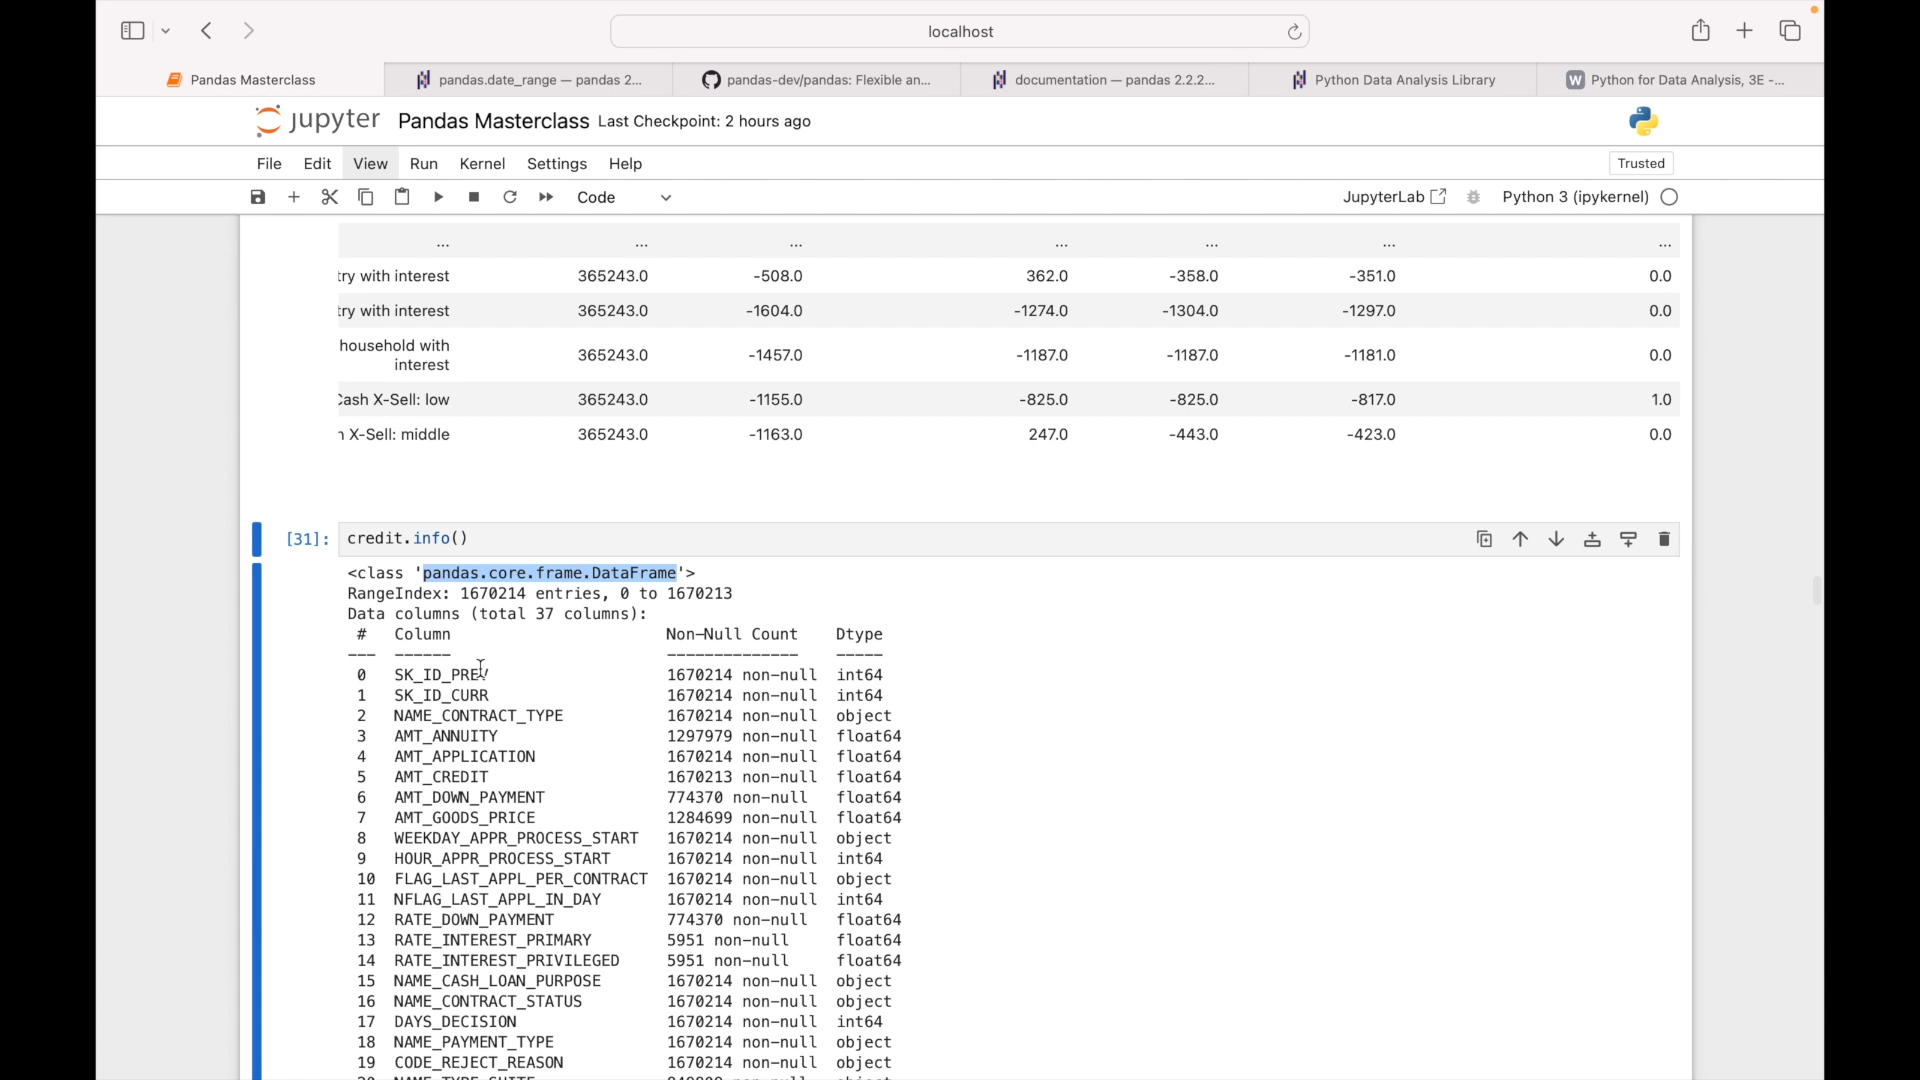 localhost
Pandas Masterclass
pandas.date_range — pandas 2...
pandas-dev/pandas: Flexible an...
documentation — pandas 2.2.2...
Python Data Analysis Library
W Python for Data Analysis, 3E -...
jupyter Pandas Masterclass Last Checkpoint: 2 hours ago
File Edit View Run Kernel Settings Help
Trusted
Code
JupyterLab Python 3 (ipykernel)
... ... ... ... ... ... ...
try with interest 365243.0 -508.0 362.0 -358.0 -351.0 0.0
try with interest 365243.0 -1604.0 -1274.0 -1304.0 -1297.0 0.0
household with
interest 365243.0 -1457.0 -1187.0 -1187.0 -1181.0 0.0
Cash X-Sell: low 365243.0 -1155.0 -825.0 -825.0 -817.0 1.0
X-Sell: middle 365243.0 -1163.0 247.0 -443.0 -423.0 0.0
[31]: credit.info()
<class 'pandas.core.frame.DataFrame'>
RangeIndex: 1670214 entries, 0 to 1670213
Data columns (total 37 columns):
# Column Non-Null Count Dtype
--- ------ -------------- -----
0 SK_ID_PREV 1670214 non-null int64
1 SK_ID_CURR 1670214 non-null int64
2 NAME_CONTRACT_TYPE 1670214 non-null object
3 AMT_ANNUITY 1297979 non-null float64
4 AMT_APPLICATION 1670214 non-null float64
5 AMT_CREDIT 1670213 non-null float64
6 AMT_DOWN_PAYMENT 774370 non-null float64
7 AMT_GOODS_PRICE 1284699 non-null float64
8 WEEKDAY_APPR_PROCESS_START 1670214 non-null object
9 HOUR_APPR_PROCESS_START 1670214 non-null int64
10 FLAG_LAST_APPL_PER_CONTRACT 1670214 non-null object
11 NFLAG_LAST_APPL_IN_DAY 1670214 non-null int64
12 RATE_DOWN_PAYMENT 774370 non-null float64
13 RATE_INTEREST_PRIMARY 5951 non-null float64
14 RATE_INTEREST_PRIVILEGED 5951 non-null float64
15 NAME_CASH_LOAN_PURPOSE 1670214 non-null object
16 NAME_CONTRACT_STATUS 1670214 non-null object
17 DAYS_DECISION 1670214 non-null int64
18 NAME_PAYMENT_TYPE 1670214 non-null object
19 CODE_REJECT_REASON 1670214 non-null object